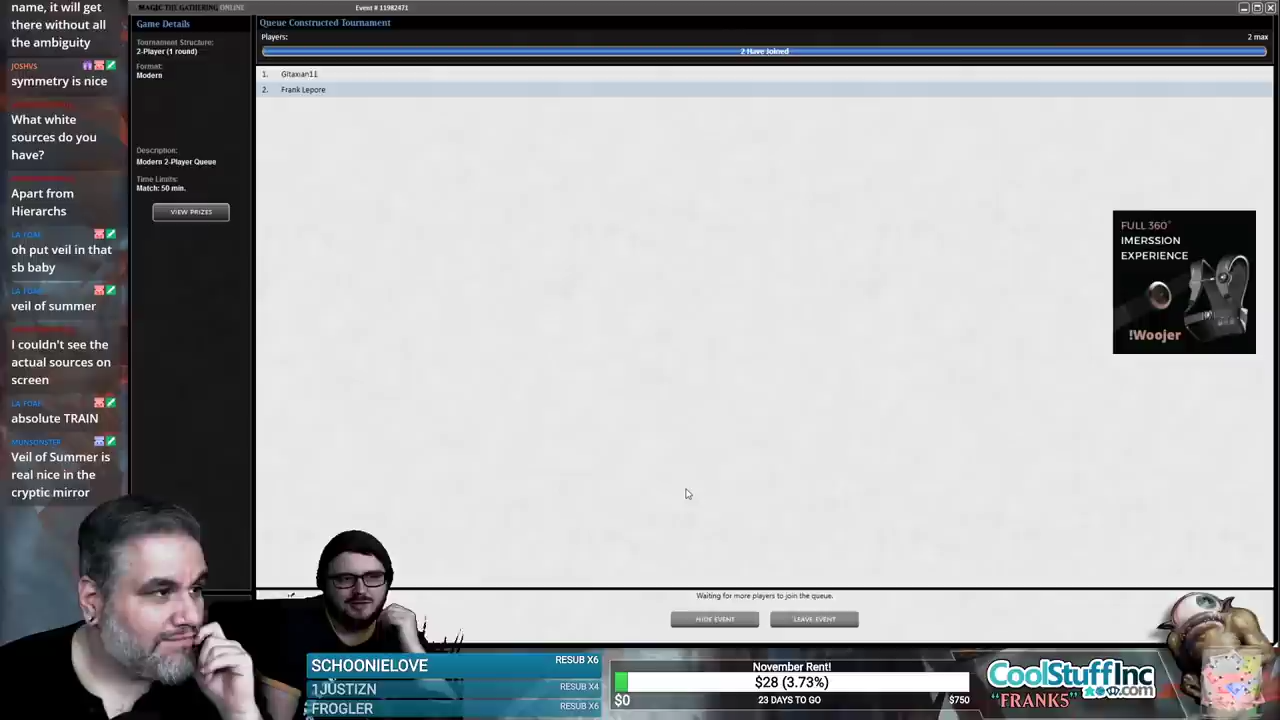 name, it will get
there without all
the ambiguity
JOSHVS
symmetry is nice
What white
sources do you
have?
Apart from
Hierarchs
oh put veil in that
sb baby
veil of summer
I couldn't see the
actual sources on
screen
absolute TRAIN
MUNSONSTER
Veil of Summer is
real nice in the
cryptic mirror
MAGIC THE GATHERING ONLINE
Event # 11982471
Game Details
Tournament Structure:
2-Player (1 round)
Format:
Modern
Description:
Modern 2-Player Queue
Time Limits:
Match: 50 min.
VIEW PRIZES
Queue Constructed Tournament
Players:
2 max
2 Have Joined
1. Gitaxian11
2. Frank Lepore
FULL 360°
IMERSSION
EXPERIENCE
!Woojer
Waiting for more players to join the queue.
HIDE EVENT
LEAVE EVENT
SCHOONIELOVE RESUB X6
1JUSTIZN RESUB X4
FROGLER RESUB X6
November Rent!
$28 (3.73%)
$0 23 DAYS TO GO $750
CoolStuffInc
.com
"FRANK5"